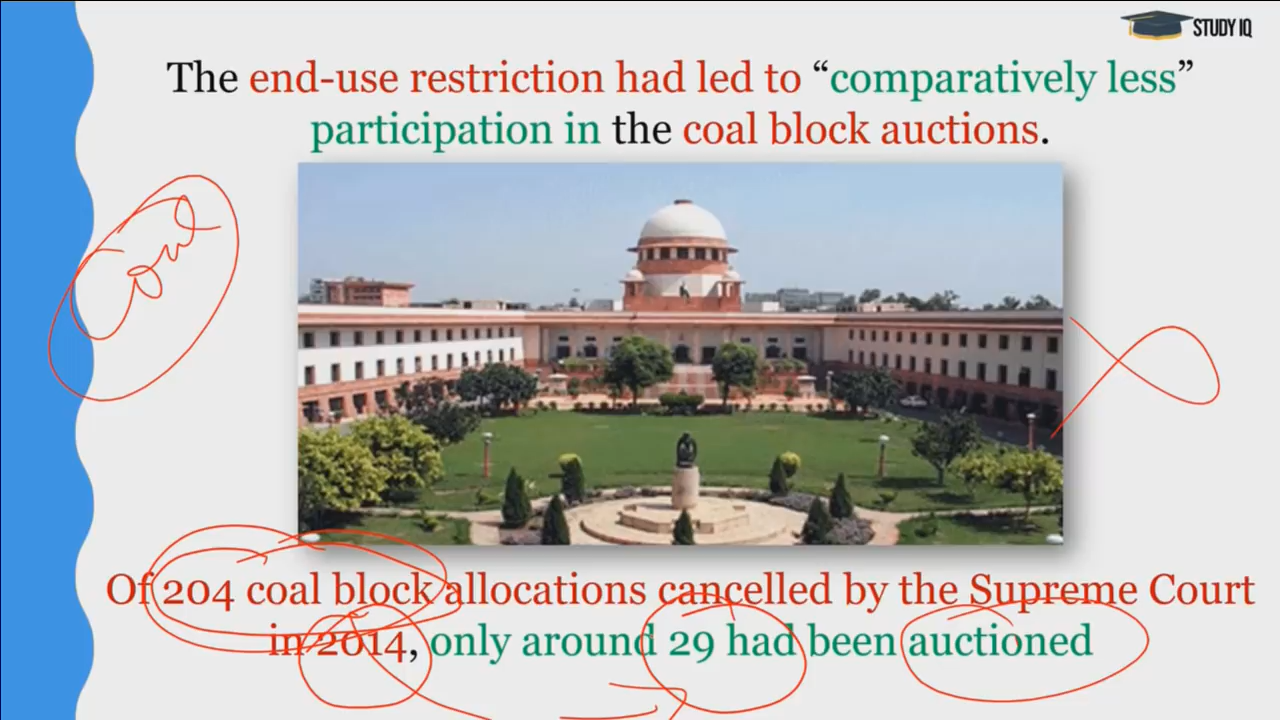 STUDY IQ
The end-use restriction had led to “comparatively less”
participation in the coal block auctions.
Of 204 coal block allocations cancelled by the Supreme Court
in 2014, only around 29 had been auctioned